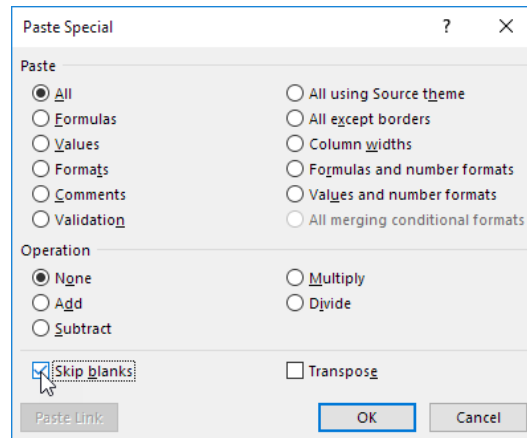 Paste Special ?
Paste
All
Formulas
Values
Formats
Comments
Validation
All using Source theme
All except borders
Column widths
Formulas and number formats
Values and number formats
All merging conditional formats
Operation
None
Add
Subtract
Multiply
Divide
Skip blanks
Transpose
Paste Link
OK
Cancel